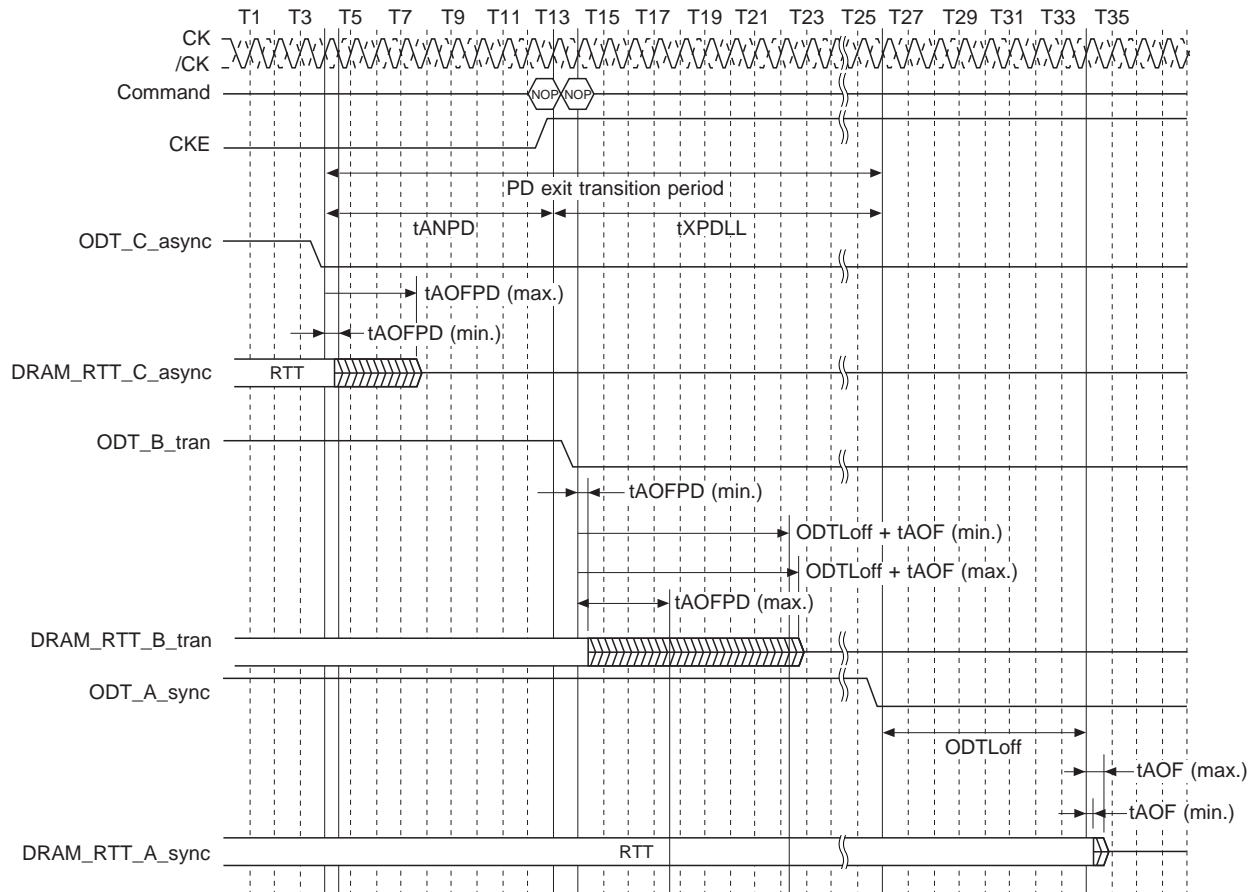 T1 T3 T5 T7 T9 T11 T13 T15 T17 T19 T21 T23 T25 T27 T29 T31 T33 T35
CK
/CK
Command NOP NOP
CKE
PD exit transition period
tANPD tXPDLL
ODT_C_async
tAOFPD (max.)
tAOFPD (min.)
DRAM_RTT_C_async RTT
ODT_B_tran
tAOFPD (min.)
ODTLoff + tAOF (min.)
ODTLoff + tAOF (max.)
tAOFPD (max.)
DRAM_RTT_B_tran
ODT_A_sync
ODTLoff
tAOF (max.)
tAOF (min.)
DRAM_RTT_A_sync RTT